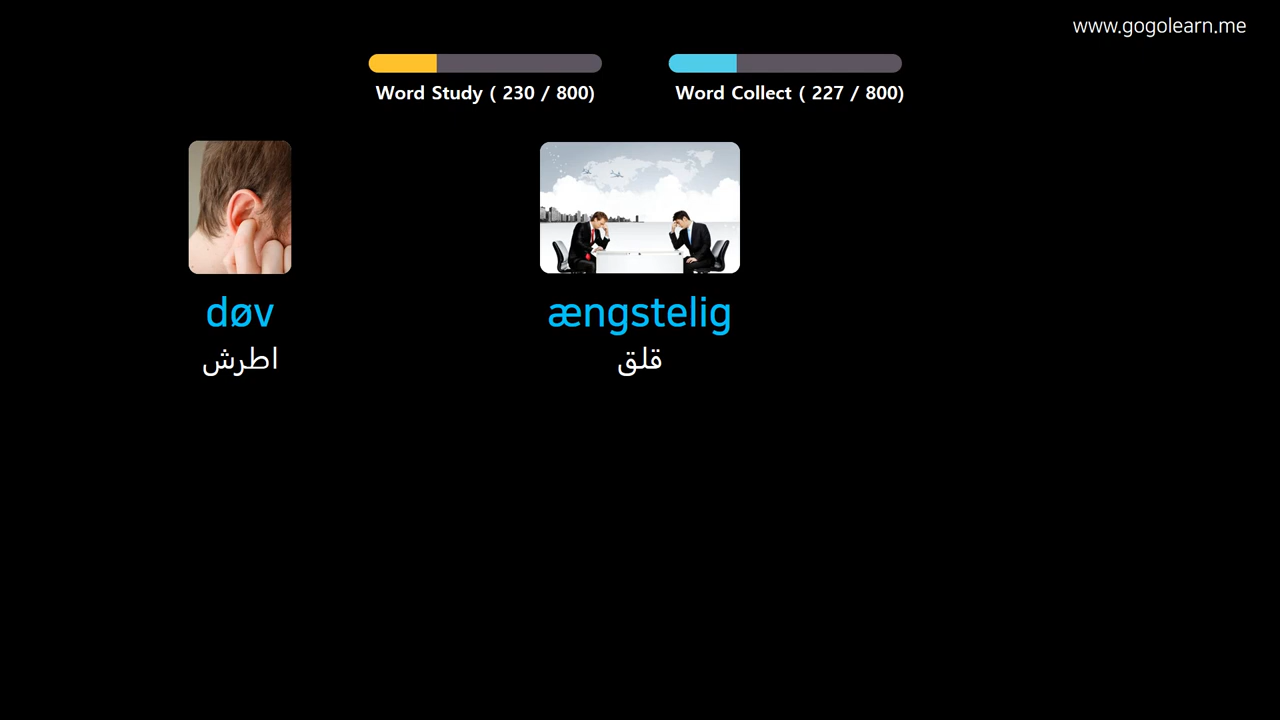 www.gogolearn.me
Word Study ( 230 / 800)
Word Collect ( 227 / 800)
døv
ængstelig
اطرش
قلق